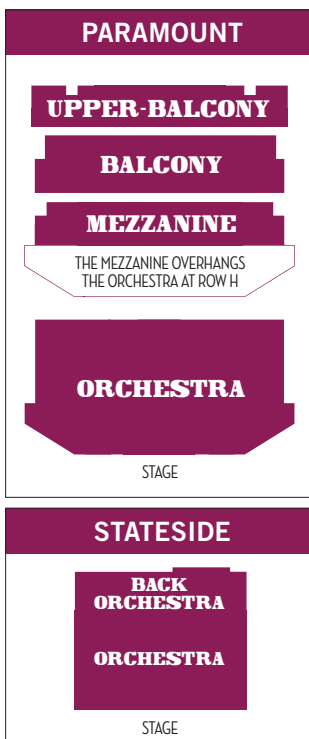 PARAMOUNT
UPPER-BALCONY
BALCONY
MEZZANINE
THE MEZZANINE OVERHANGS
THE ORCHESTRA AT ROW H
ORCHESTRA
STAGE
STATESIDE
BACK
ORCHESTRA
ORCHESTRA
STAGE